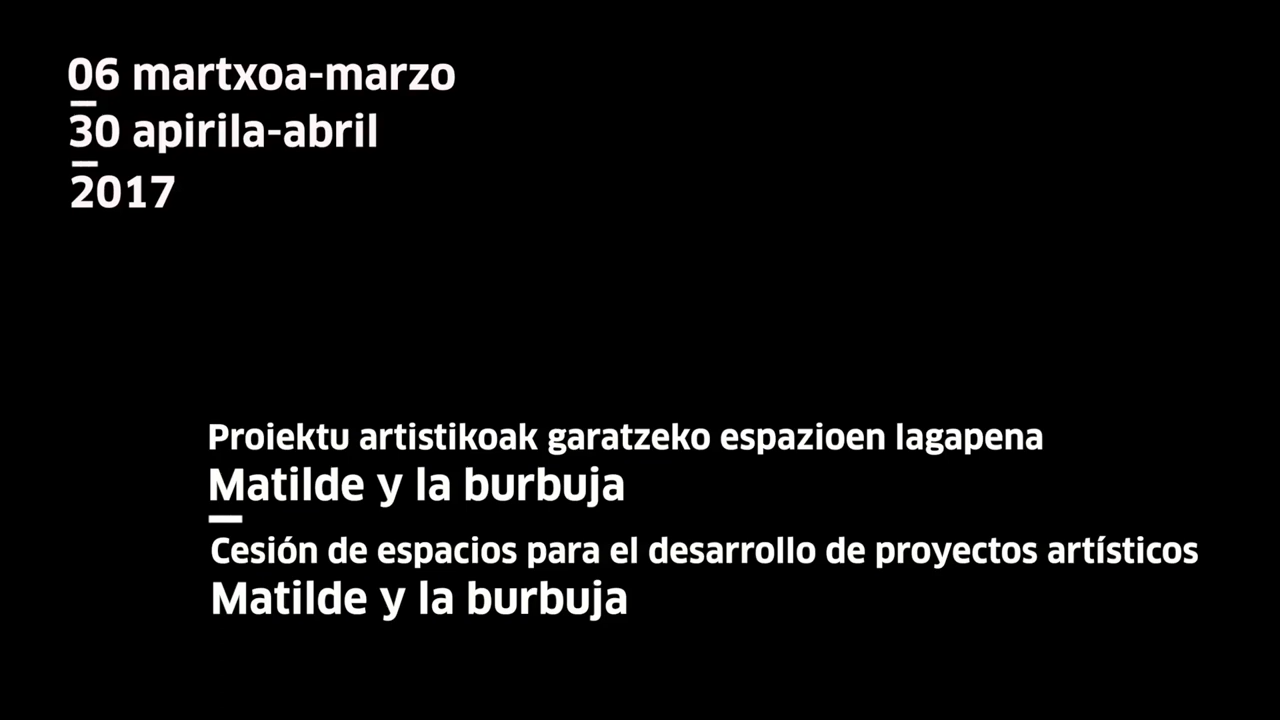 06 martxoa-marzo
30 apirila-abril
2017
Proiektu artistikoak garatzeko espazioen lagapena
Matilde y la burbuja
Cesión de espacios para el desarrollo de proyectos artísticos
Matilde y la burbuja